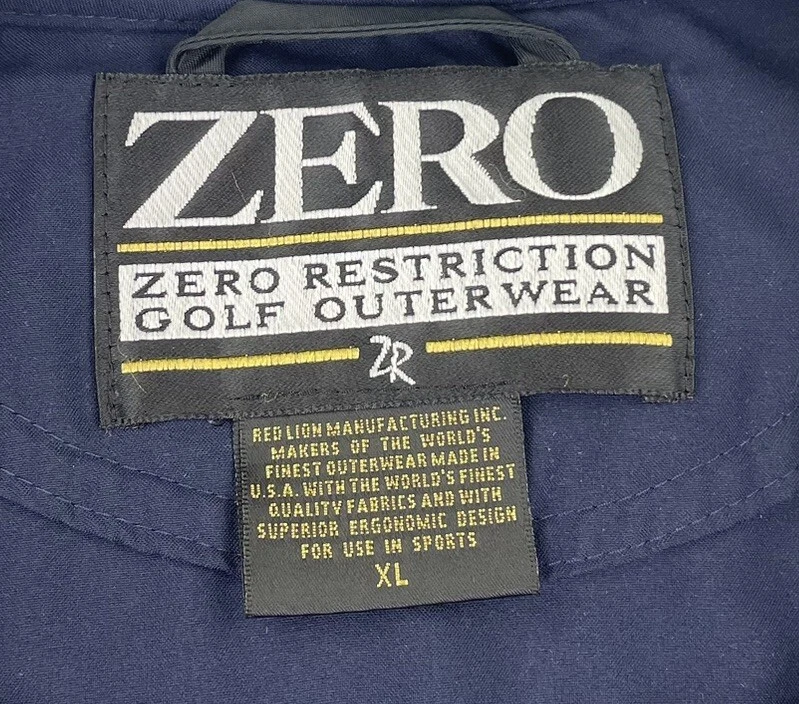 ZERO
ZERO RESTRICTION
GOLF OUTERWEAR
ZR
RED LION MANUFACTURING INC.
MAKERS OF THE WORLD'S
FINEST OUTERWEAR MADE IN
U.S.A. WITH THE WORLD'S FINEST
QUALITY FABRICS AND WITH
SUPERIOR ERGONOMIC DESIGN
FOR USE IN SPORTS
XL